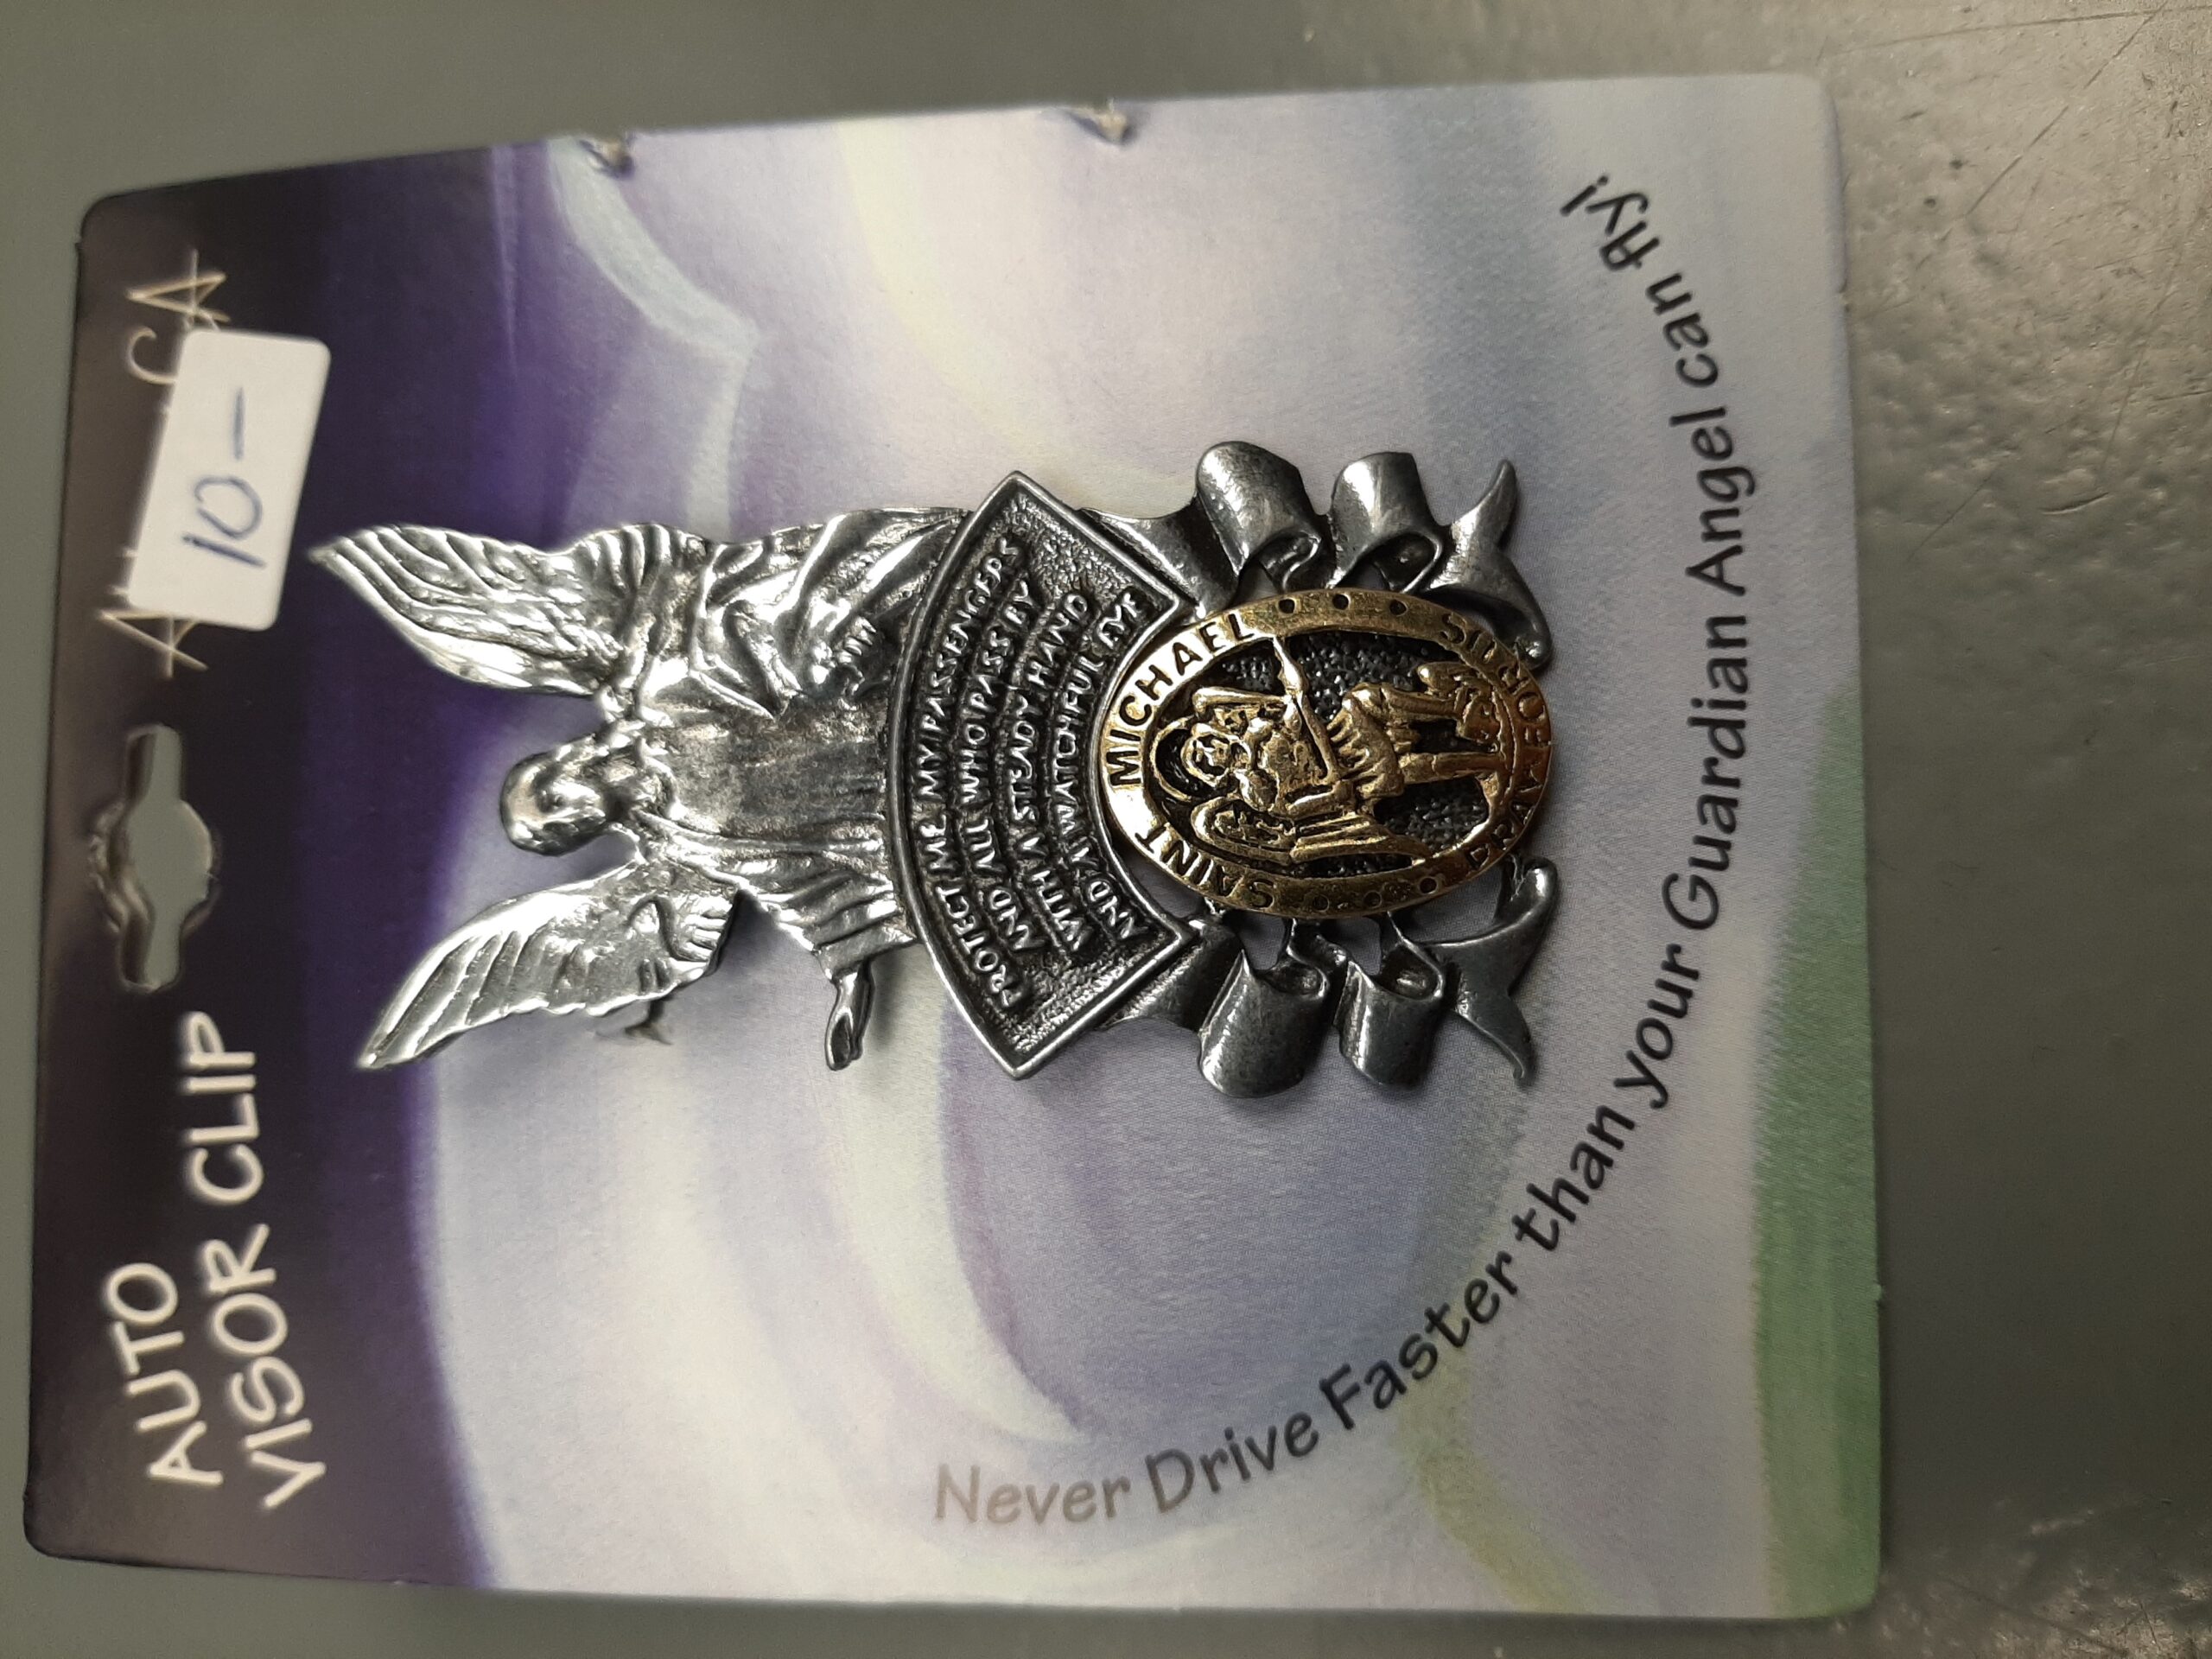 AUTO
VISOR CLIP
10-
PROTECT ME, MY PASSENGERS
AND ALL WHO PASS BY
WITH A STEADY HAND
AND A WATCHFUL EYE
SAINT MICHAEL
PRAY FOR US
Never Drive Faster than your Guardian Angel can fly!